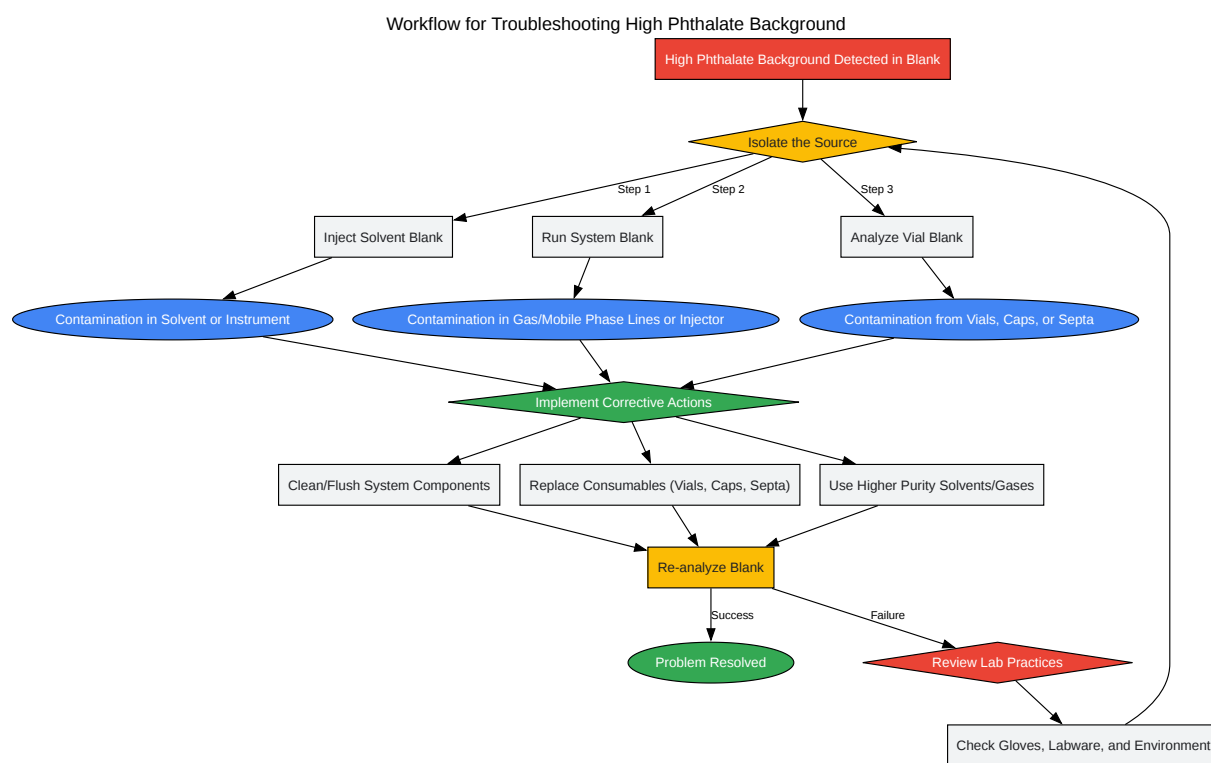 Workflow for Troubleshooting High Phthalate Background
High Phthalate Background Detected in Blank
Isolate the Source
Step 1
Step 2
Step 3
Inject Solvent Blank
Run System Blank
Analyze Vial Blank
Contamination in Solvent or Instrument
Contamination in Gas/Mobile Phase Lines or Injector
Contamination from Vials, Caps, or Septa
Implement Corrective Actions
Clean/Flush System Components
Replace Consumables (Vials, Caps, Septa)
Use Higher Purity Solvents/Gases
Re-analyze Blank
Success
Failure
Problem Resolved
Review Lab Practices
Check Gloves, Labware, and Environment